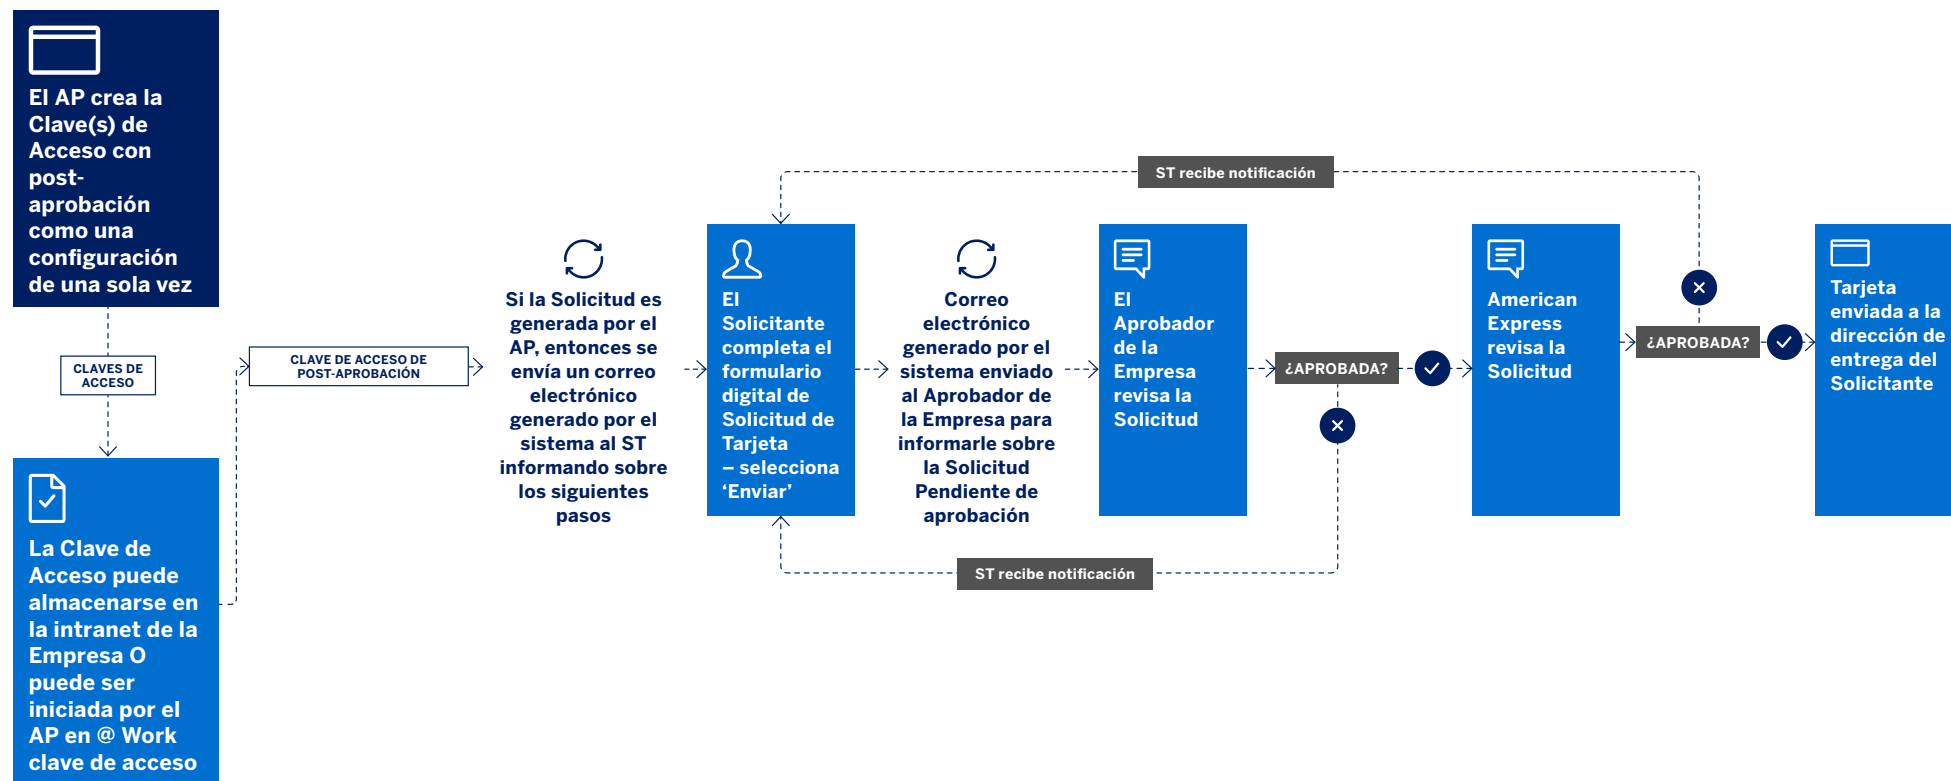 El AP crea la
Clave(s) de
Acceso con
post-
aprobación
como una
configuración
de una sola vez
CLAVES DE
ACCESO
La Clave de
Acceso puede
almacenarse en
la intranet de la
Empresa O
puede ser
iniciada por el
AP en @ Work
clave de acceso
CLAVE DE ACCESO DE
POST-APROBACIÓN
Si la Solicitud es
generada por el
AP, entonces se
envía un correo
electrónico
generado por el
sistema al ST
informando sobre
los siguientes
pasos
El
Solicitante
completa el
formulario
digital de
Solicitud de
Tarjeta
– selecciona
‘Enviar’
Correo
electrónico
generado por el
sistema enviado
al Aprobador de
la Empresa para
informarle sobre
la Solicitud
Pendiente de
aprobación
El
Aprobador
de la
Empresa
revisa la
Solicitud
¿APROBADA?
ST recibe notificación
American
Express
revisa la
Solicitud
¿APROBADA?
ST recibe notificación
Tarjeta
enviada a la
dirección de
entrega del
Solicitante